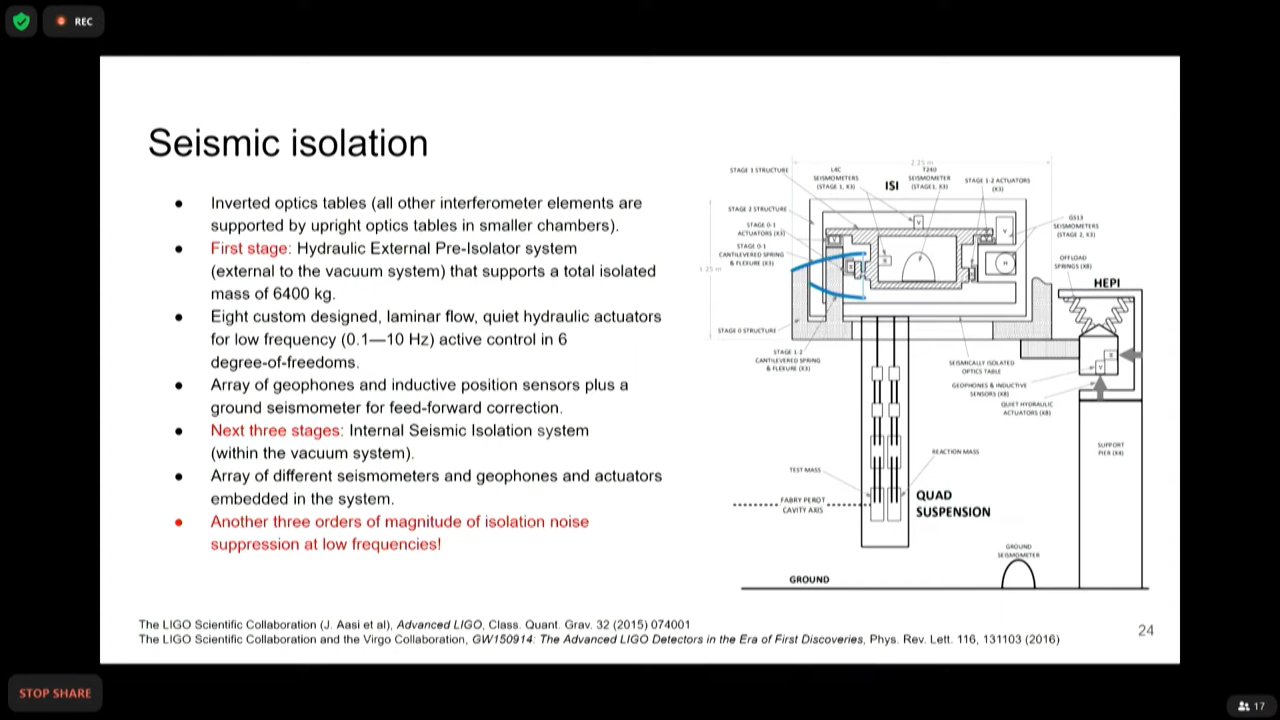 REC
Seismic isolation
● Inverted optics tables (all other interferometer elements are
supported by upright optics tables in smaller chambers).
● First stage: Hydraulic External Pre-Isolator system
(external to the vacuum system) that supports a total isolated
mass of 6400 kg.
● Eight custom designed, laminar flow, quiet hydraulic actuators
for low frequency (0.1—10 Hz) active control in 6
degree-of-freedoms.
● Array of geophones and inductive position sensors plus a
ground seismometer for feed-forward correction.
● Next three stages: Internal Seismic Isolation system
(within the vacuum system).
● Array of different seismometers and geophones and actuators
embedded in the system.
● Another three orders of magnitude of isolation noise
suppression at low frequencies!
2.25 m
STAGE 1 STRUCTURE
L4C
SEISMOMETERS
(STAGE 1, X3)
ISI
T240
SEISMOMETER
(STAGE1, X3)
STAGE 1-2 ACTUATORS
(X3)
STAGE 2 STRUCTURE
STAGE 0-1
ACTUATORS (X3)
STAGE 0-1
CANTILEVERED SPRING
& FLEXURE (X3)
GS13
SEISMOMETERS
(STAGE 2, X3)
OFFLOAD
SPRINGS (X8)
1.25 m
HEPI
STAGE 0 STRUCTURE
STAGE 1-2
CANTILEVERED SPRING
& FLEXURE (X3)
SEISMICALLY ISOLATED
OPTICS TABLE
GEOPHONES & INDUCTIVE
SENSORS (X8)
QUIET HYDRAULIC
ACTUATORS (X8)
SUPPORT
PIER (X4)
REACTION MASS
TEST MASS
FABRY PEROT
CAVITY AXIS
QUAD
SUSPENSION
GROUND
SEISMOMETER
GROUND
The LIGO Scientific Collaboration (J. Aasi et al), Advanced LIGO, Class. Quant. Grav. 32 (2015) 074001
The LIGO Scientific Collaboration and the Virgo Collaboration, GW150914: The Advanced LIGO Detectors in the Era of First Discoveries, Phys. Rev. Lett. 116, 131103 (2016)
24
STOP SHARE
17